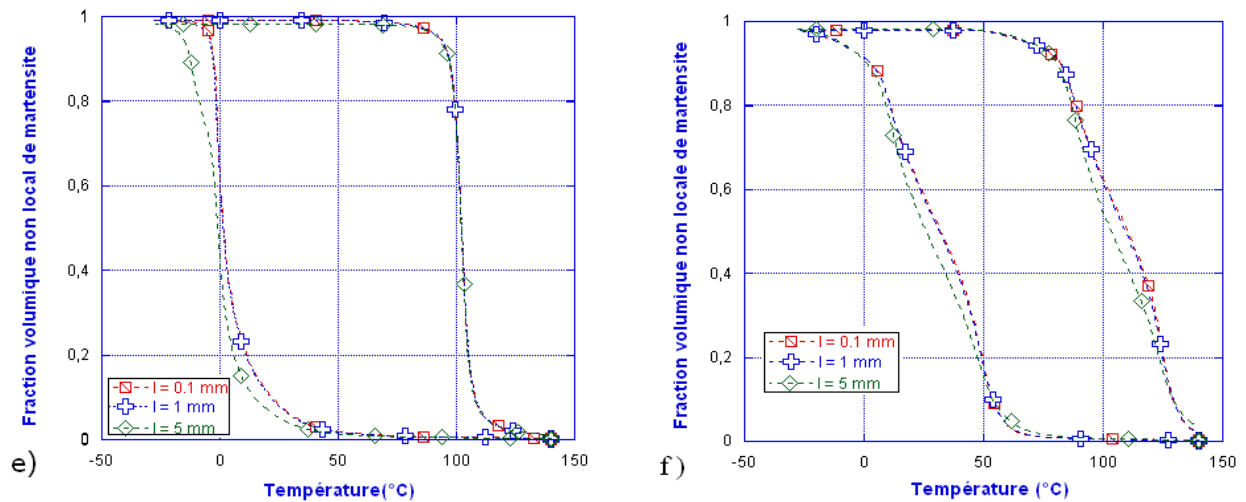 Fraction volumique non local de martensite
1
0,8
0,6
0,4
0,2
0
-50
0
50
100
150
Température(°C)
l = 0.1 mm
l = 1 mm
l = 5 mm
e)
Fraction volumique non locale de martensite
1
0,8
0,6
0,4
0,2
0
-50
0
50
100
150
Température (°C)
l = 0.1 mm
l = 1 mm
l = 5 mm
f)